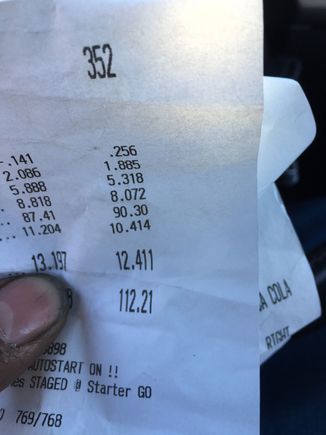 352
-.141 .256
2.086 1.885
5.888 5.318
.. 8.818 8.072
.. 87.41 90.30
... 11.204 10.414
13.197 12.411
112.21
AUTOSTART ON !!
STAGED @ Starter GO
769/768
COLA
RIGHT